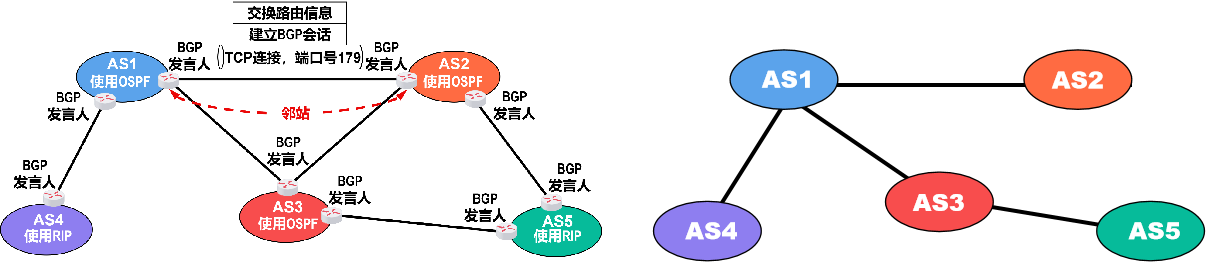 交换路由信息
建立BGP会话
TCP连接，端口号179
BGP
发言人
BGP
发言人
AS1
使用OSPF
AS2
使用OSPF
BGP
发言人
邻站
BGP
发言人
BGP
发言人
BGP
发言人
BGP
发言人
BGP
发言人
BGP
发言人
AS4
使用RIP
AS3
使用OSPF
AS5
使用RIP
AS1
AS2
AS3
AS4
AS5